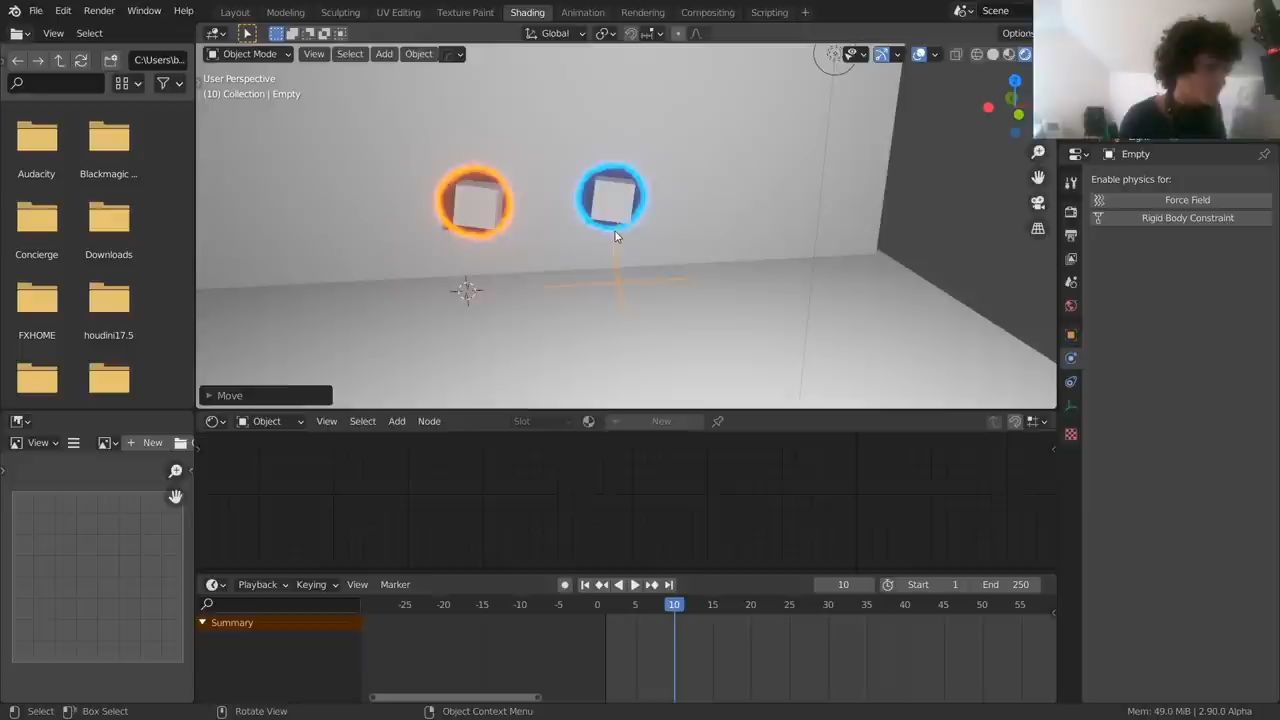 File Edit Render Window Help
Layout Modeling Sculpting UV Editing Texture Paint Shading Animation Rendering Compositing Scripting +
Scene
View Select
Global
Options
C:\Users\b...
Object Mode View Select Add Object
User Perspective
(10) Collection | Empty
Z
Audacity
Blackmagic ...
Concierge
Downloads
FXHOME
houdini17.5
Move
Empty
Enable physics for:
Force Field
Rigid Body Constraint
View
New
Object View Select Add Node Slot New
Playback Keying View Marker
10 Start 1 End 250
-25 -20 -15 -10 -5 0 5 10 15 20 25 30 35 40 45 50 55
Summary
Select Box Select Rotate View Object Context Menu
Mem: 49.0 MiB | 2.90.0 Alpha